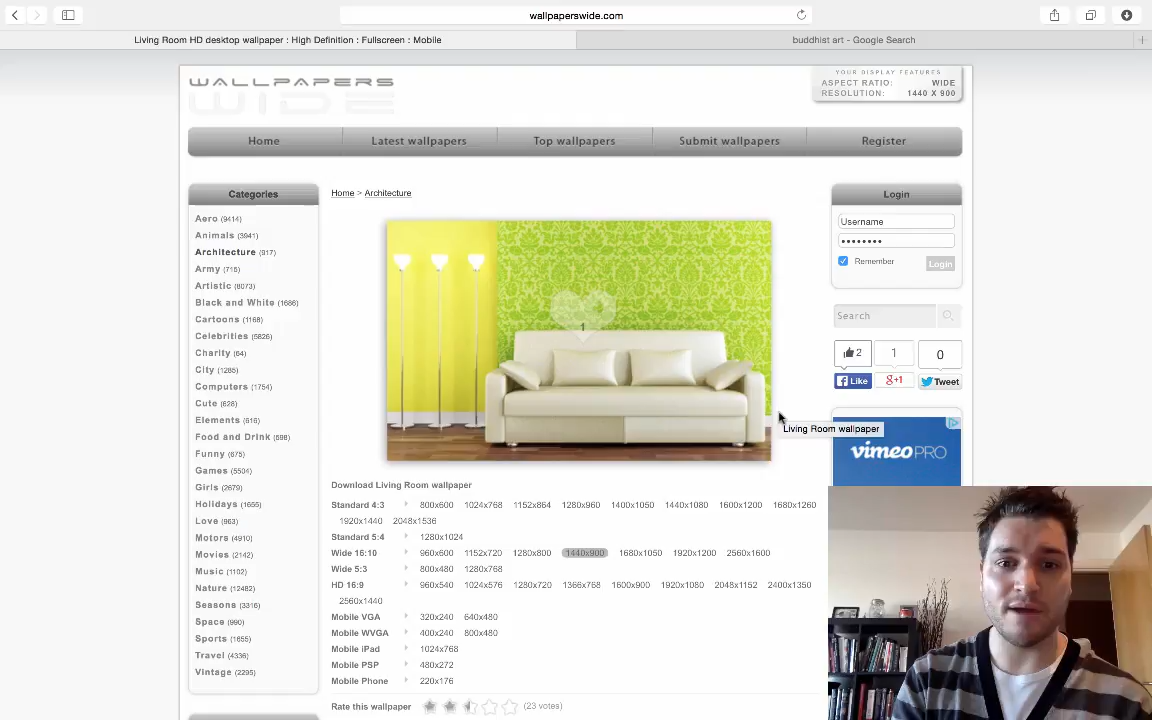 wallpaperswide.com
Living Room HD desktop wallpaper : High Definition : Fullscreen : Mobile
buddhist art - Google Search
WALLPAPERS
WIDE
YOUR DISPLAY FEATURES
ASPECT RATIO: WIDE
RESOLUTION: 1440 X 900
Home Latest wallpapers Top wallpapers Submit wallpapers Register
Categories
Aero (9414)
Animals (3941)
Architecture (917)
Army (715)
Artistic (8073)
Black and White (1686)
Cartoons (1168)
Celebrities (5826)
Charity (64)
City (1285)
Computers (1754)
Cute (628)
Elements (616)
Food and Drink (598)
Funny (675)
Games (5504)
Girls (2679)
Holidays (1655)
Love (963)
Motors (4910)
Movies (2142)
Music (1102)
Nature (12482)
Seasons (3316)
Space (990)
Sports (1655)
Travel (4336)
Vintage (2295)
Home > Architecture
1
Living Room wallpaper
Download Living Room wallpaper
Standard 4:3 800x600 1024x768 1152x864 1280x960 1400x1050 1440x1080 1600x1200 1680x1260
1920x1440 2048x1536
Standard 5:4 1280x1024
Wide 16:10 960x600 1152x720 1280x800 1440x900 1680x1050 1920x1200 2560x1600
Wide 5:3 800x480 1280x768
HD 16:9 960x540 1024x576 1280x720 1366x768 1600x900 1920x1080 2048x1152 2400x1350
2560x1440
Mobile VGA 320x240 640x480
Mobile WVGA 400x240 800x480
Mobile iPad 1024x768
Mobile PSP 480x272
Mobile Phone 220x176
Rate this wallpaper (23 votes)
Login
Username
Remember
Login
Search
2 1 0
Like g+1 Tweet
vimeo PRO